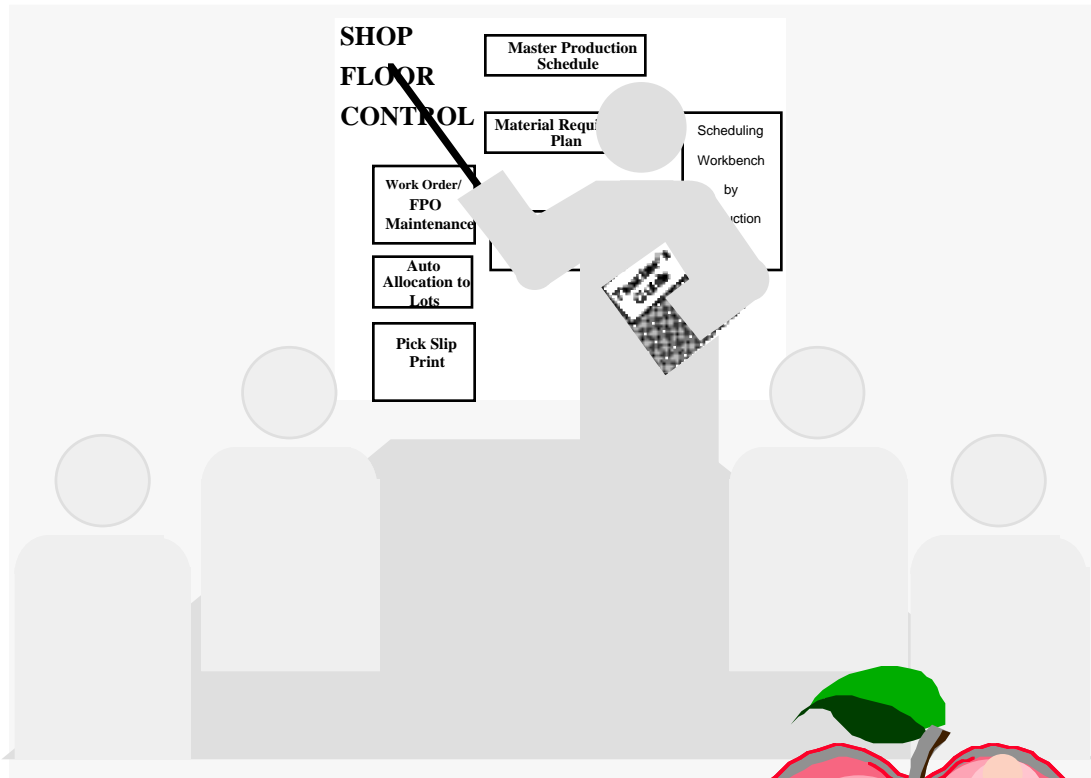 SHOP
FLOOR
CONTROL
Master Production
Schedule
Material Requi
Plan
Scheduling
Workbench
by
uction
Work Order/
FPO
Maintenance
Auto
Allocation to
Lots
Pick Slip
Print